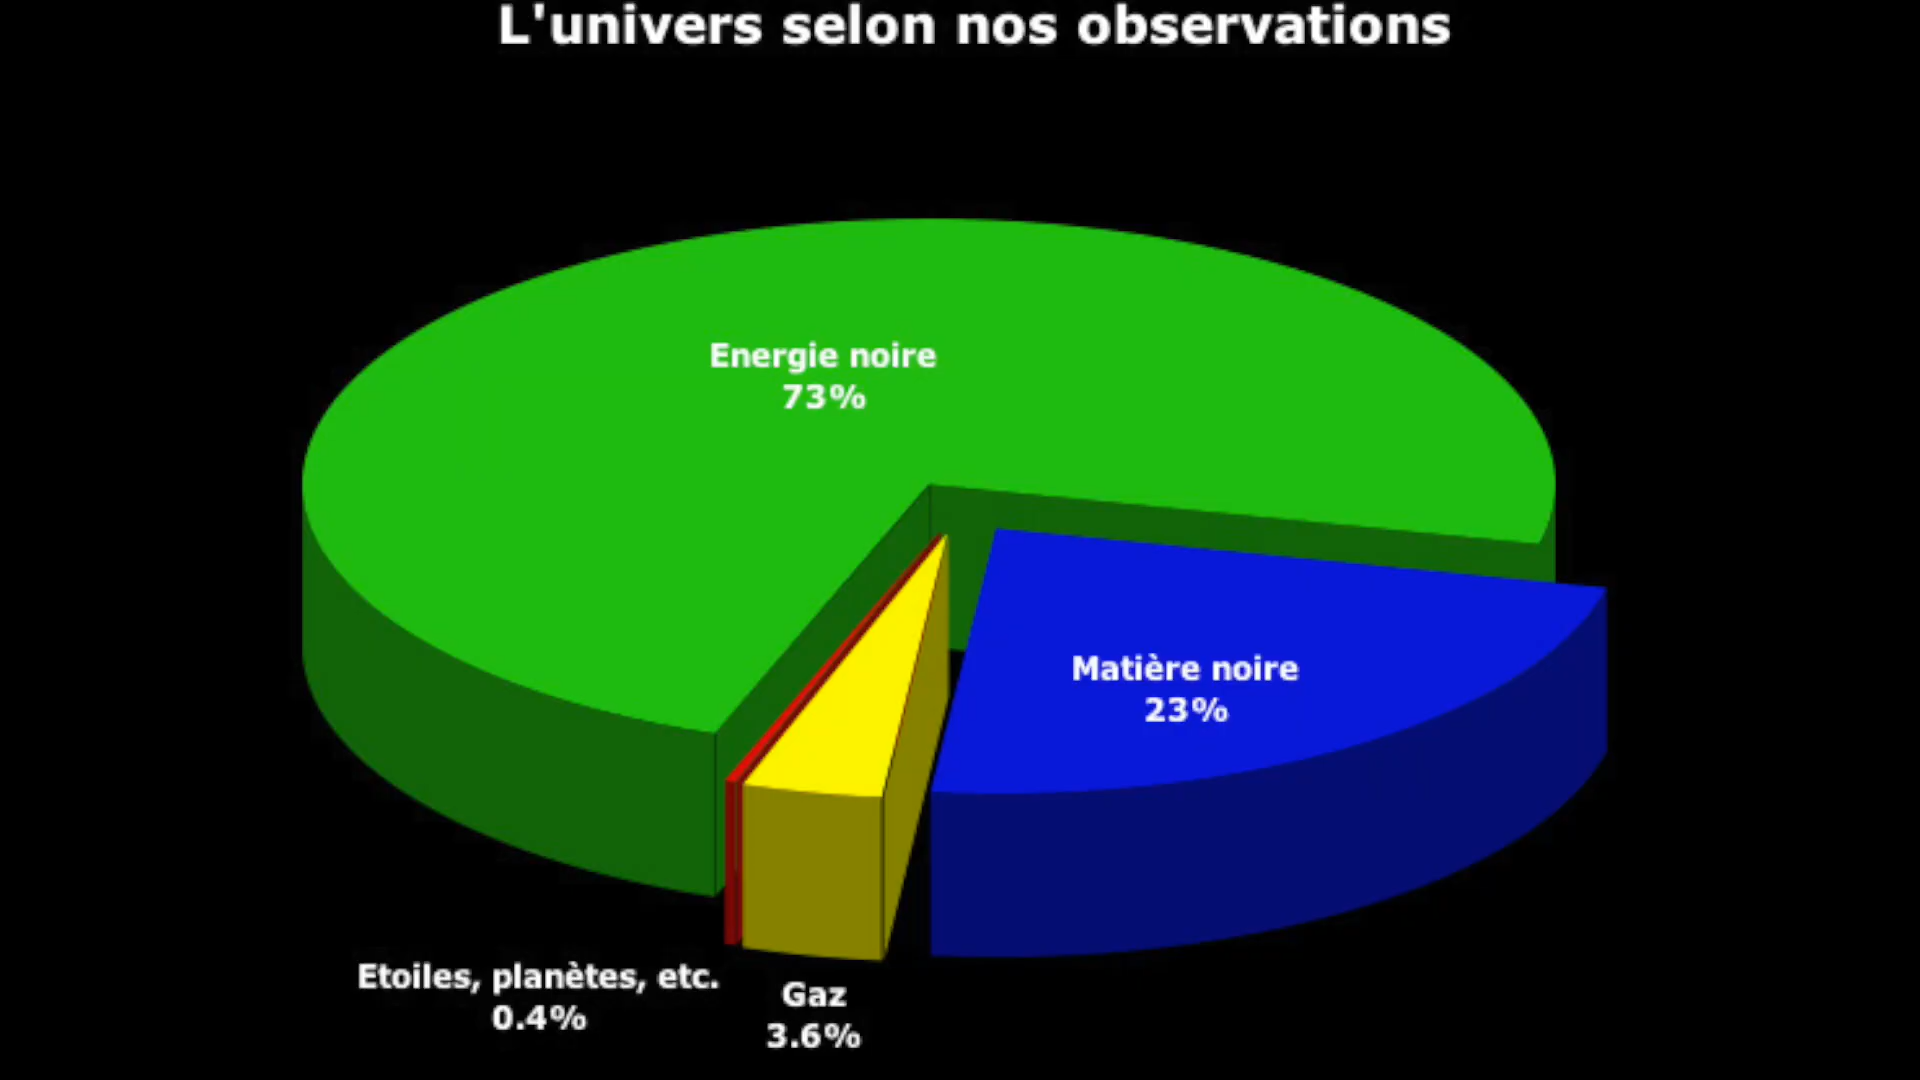 L'univers selon nos observations
Energie noire
73%
Matière noire
23%
Etoiles, planètes, etc.
0.4%
Gaz
3.6%